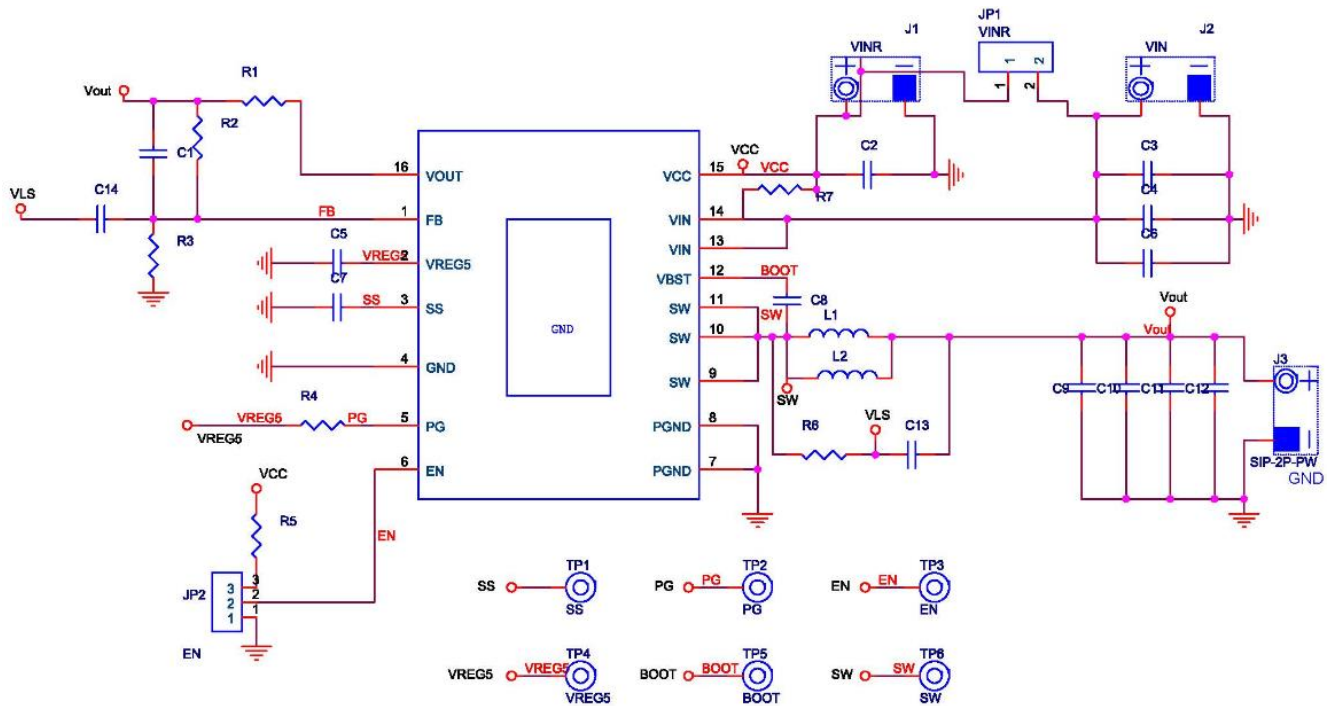 J1
JP1
J2
VINR
VINR
VIN
1
2
1
2
Vout
R1
R2
C1
VCC
VCC
C2
C3
16
VOUT
VCC
15
R7
C4
VLS
C14
FB
1
FB
VIN
14
C6
R3
C5
VREG5
2
VREG5
VIN
13
C7
VBST
12
BOOT
SS
3
SS
SW
11
SW
C8
Vout
GND
SW
10
L1
Vout
4
GND
L2
J3
SW
9
SW
C9
C10
C11
C12
R4
VREG5
PG
5
PG
PGND
8
R6
VLS
C13
VREG5
SIP-2P-PW
GND
6
EN
PGND
7
VCC
R5
EN
JP2
3
2
1
3
2
1
EN
TP1
TP2
TP3
SS
PG
PG
EN
EN
SS
PG
EN
TP4
TP5
TP6
VREG5
VREG5
BOOT
BOOT
SW
SW
VREG5
BOOT
SW